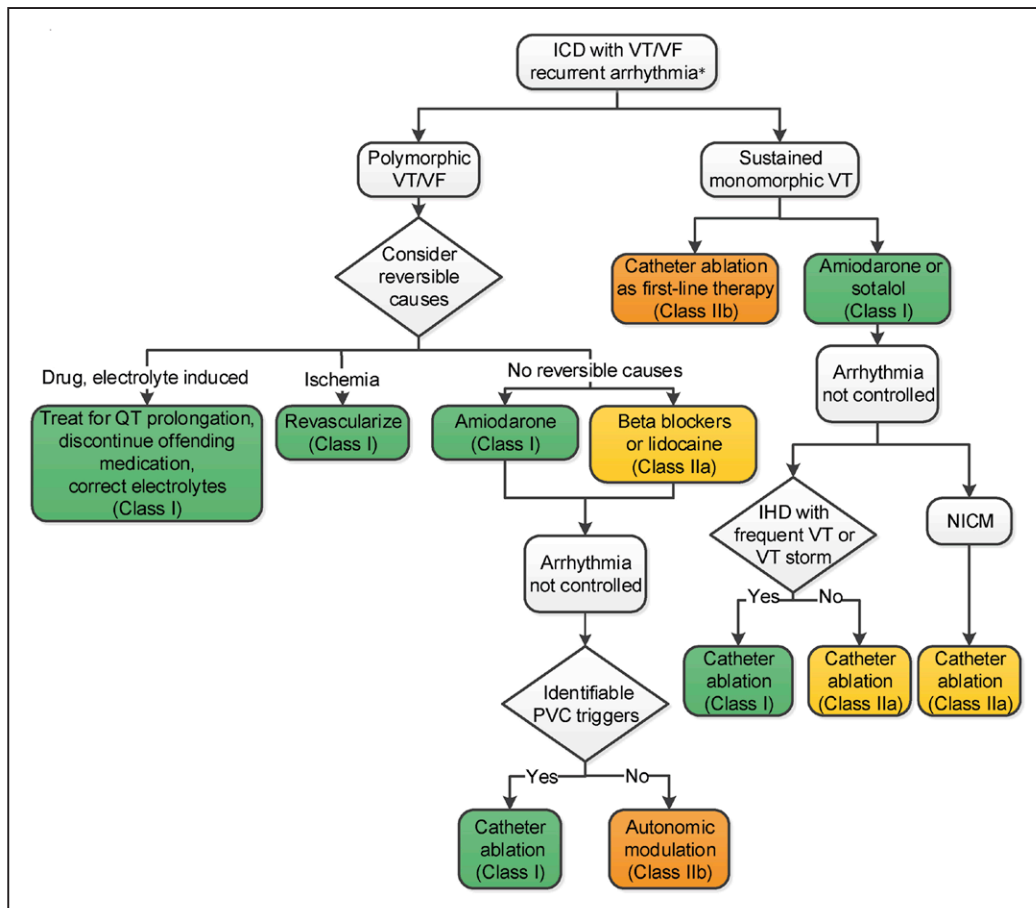 ICD with VT/VF
recurrent arrhythmia*
Polymorphic
VT/VF
Sustained
monomorphic VT
Consider
reversible
causes
Catheter ablation
as first-line therapy
(Class IIb)
Amiodarone or
sotalol
(Class I)
Drug, electrolyte induced
Ischemia
No reversible causes
Arrhythmia
not controlled
Treat for QT prolongation,
discontinue offending
medication,
correct electrolytes
(Class I)
Revascularize
(Class I)
Amiodarone
(Class I)
Beta blockers
or lidocaine
(Class IIa)
IHD with
frequent VT or
VT storm
NICM
Arrhythmia
not controlled
Yes
No
Catheter
ablation
(Class I)
Catheter
ablation
(Class IIa)
Catheter
ablation
(Class IIa)
Identifiable
PVC triggers
Yes
No
Catheter
ablation
(Class I)
Autonomic
modulation
(Class IIb)